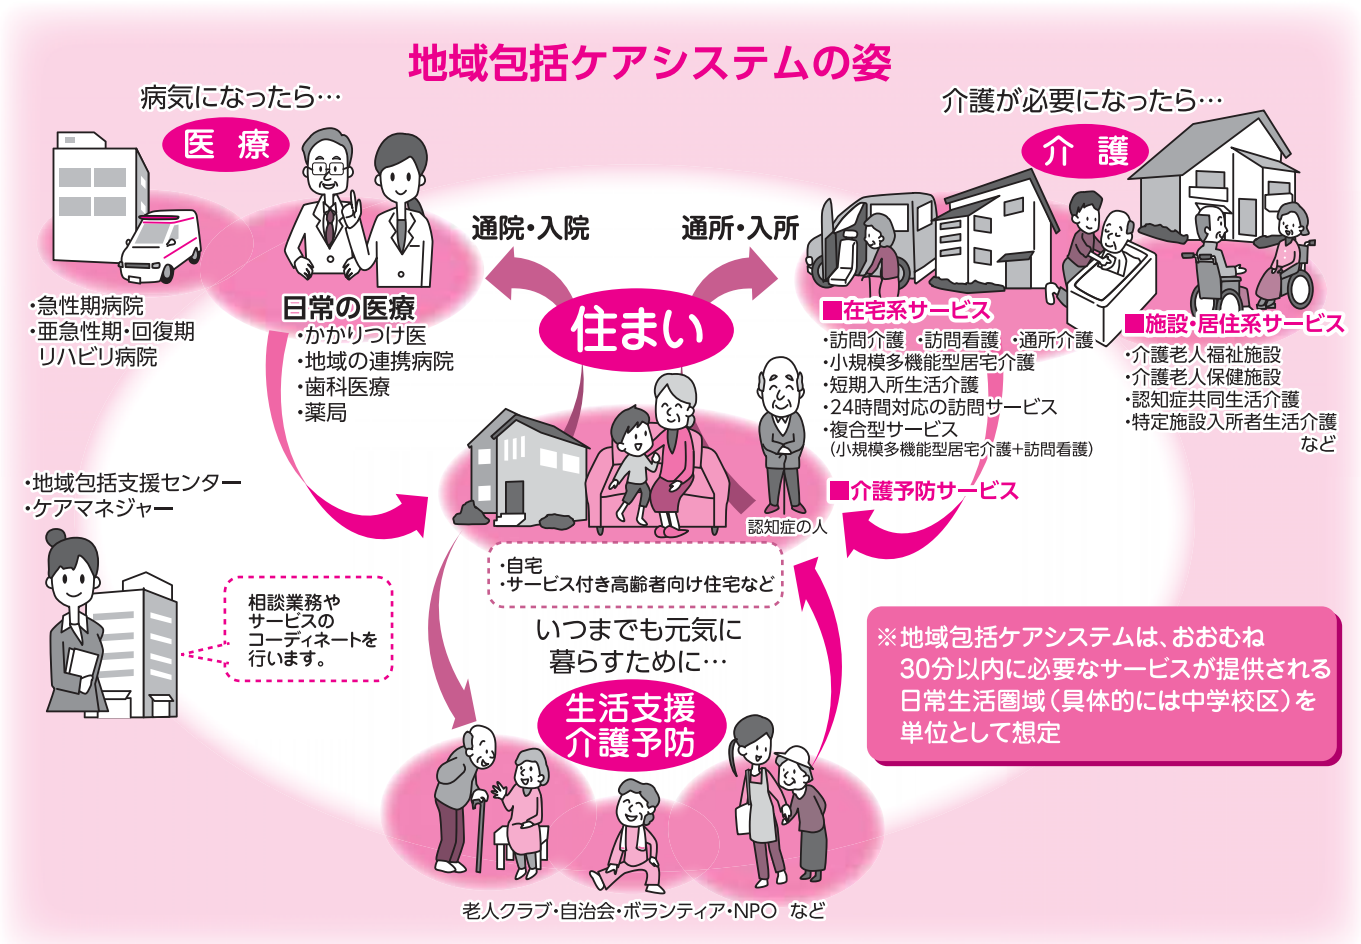 地域包括ケアシステムの姿
病気になったら…
医 療
・急性期病院
・亜急性期・回復期
リハビリ病院
日常の医療
・かかりつけ医
・地域の連携病院
・歯科医療
・薬局
通院・入院
通所・入所
住まい
介護が必要になったら…
介 護
■在宅系サービス
・訪問介護 ・訪問看護 ・通所介護
・小規模多機能型居宅介護
・短期入所生活介護
・24時間対応の訪問サービス
・複合型サービス
(小規模多機能型居宅介護+訪問看護)
■介護予防サービス
■施設・居住系サービス
・介護老人福祉施設
・介護老人保健施設
・認知症共同生活介護
・特定施設入所者生活介護
など
認知症の人
・自宅
・サービス付き高齢者向け住宅など
・地域包括支援センター
・ケアマネジャー
相談業務や
サービスの
コーディネートを
行います。
いつまでも元気に
暮らすために…
生活支援
介護予防
老人クラブ・自治会・ボランティア・NPO など
※地域包括ケアシステムは、おおむね
30分以内に必要なサービスが提供される
日常生活圏域(具体的には中学校区)を
単位として想定